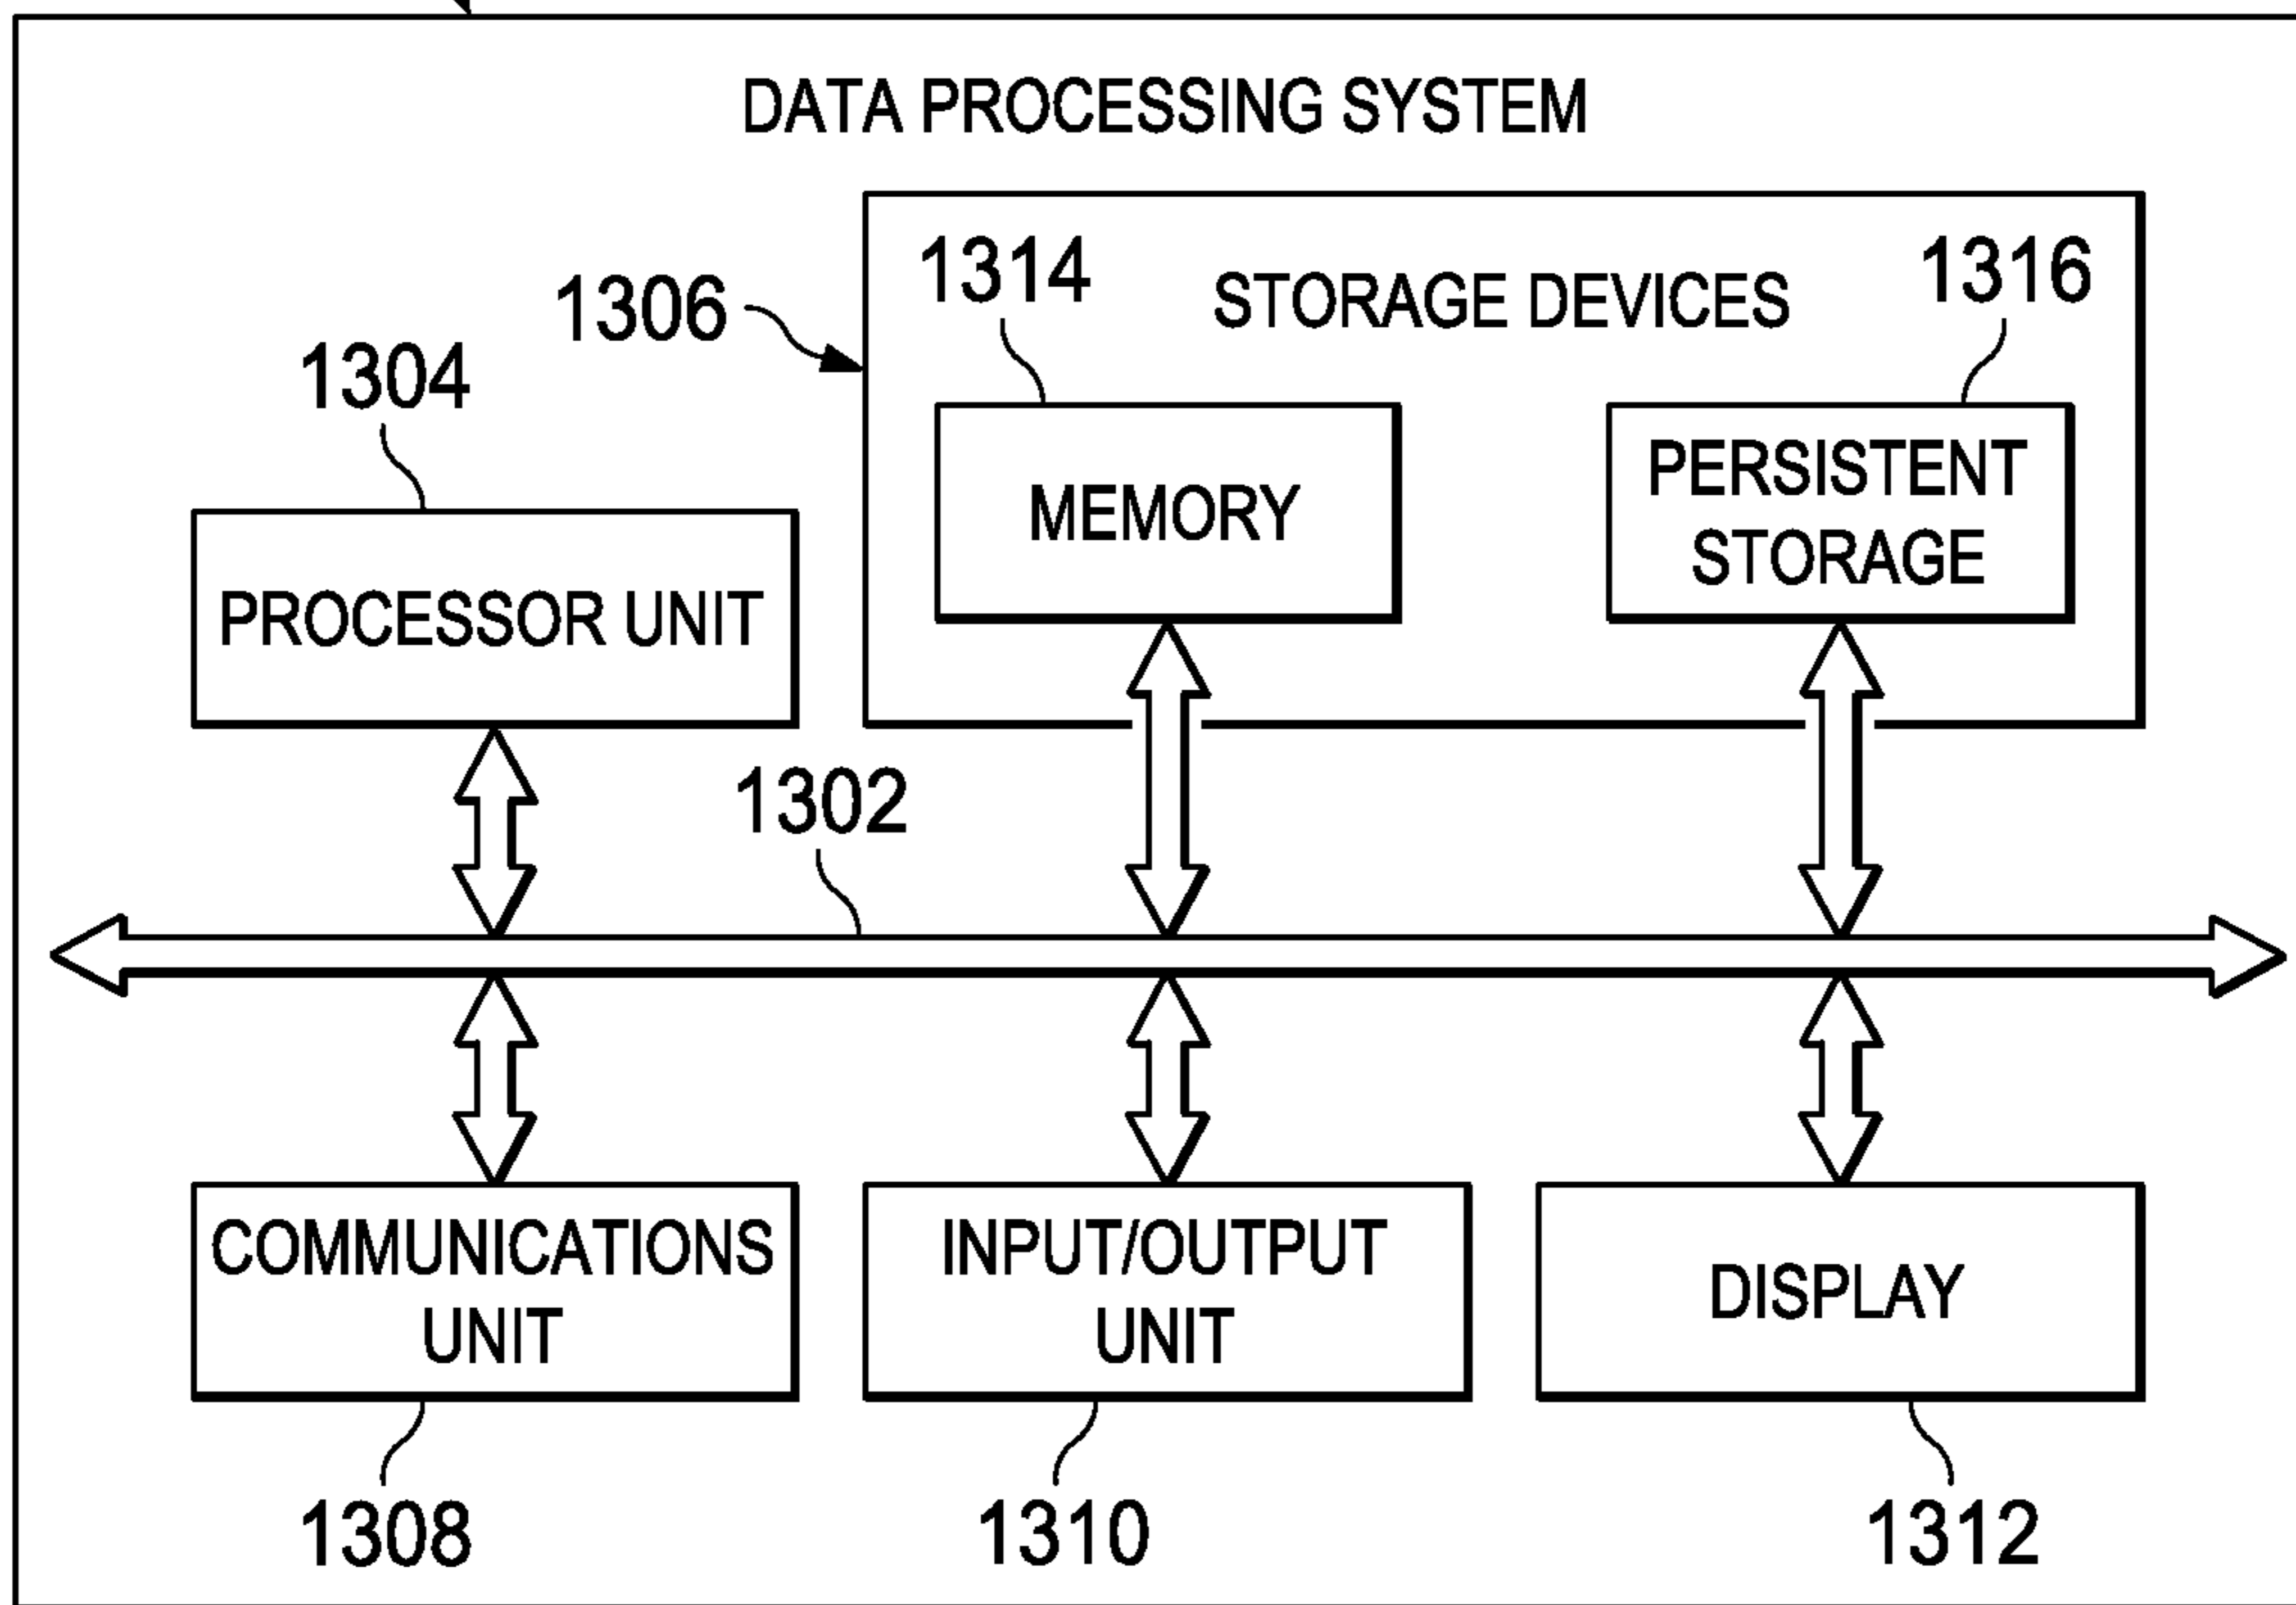 DATA PROCESSING SYSTEM
1306
1314
STORAGE DEVICES
1316
1304
MEMORY
PERSISTENT
STORAGE
PROCESSOR UNIT
1302
COMMUNICATIONS
UNIT
INPUT/OUTPUT
UNIT
DISPLAY
1308
1310
1312